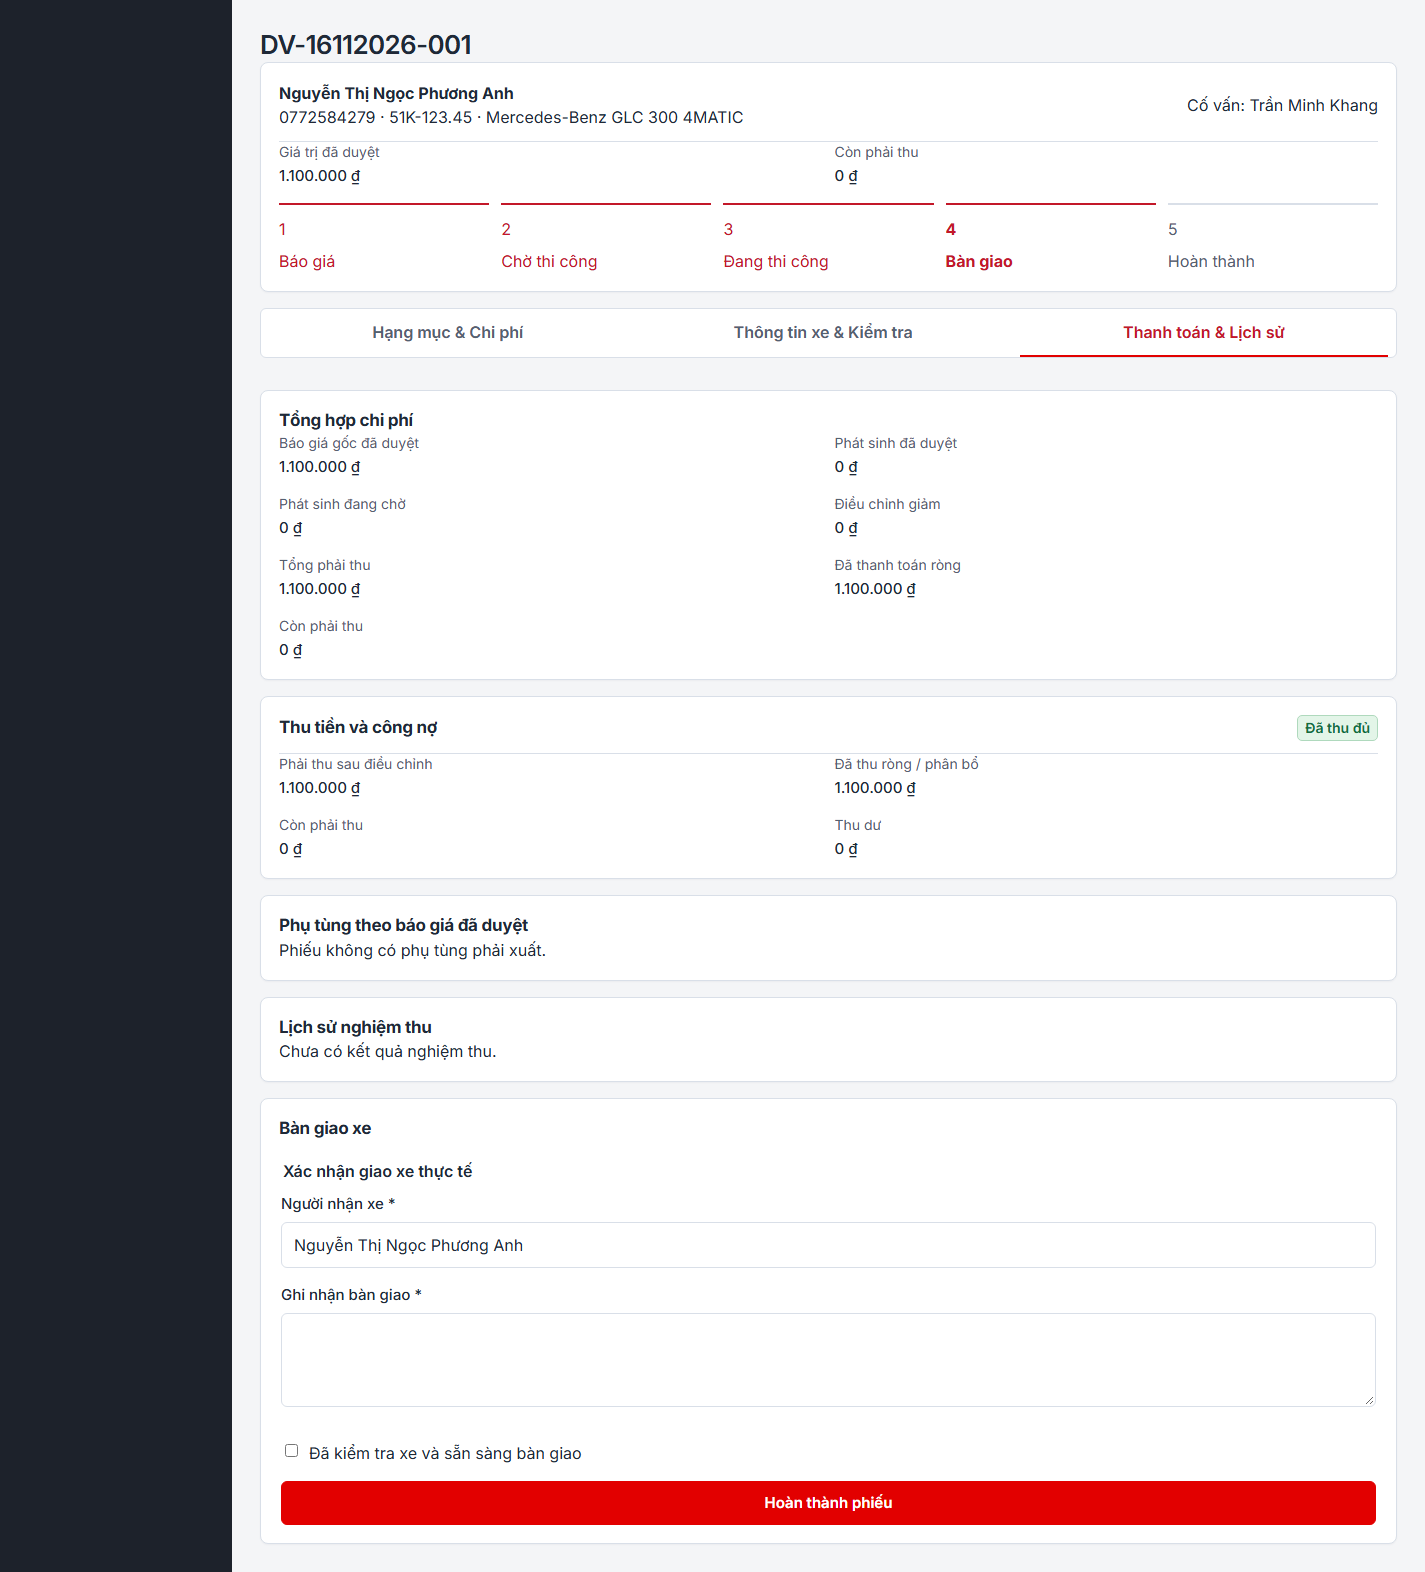 DV-16112026-001
Nguyễn Thị Ngọc Phương Anh
0772584279 · 51K-123.45 · Mercedes-Benz GLC 300 4MATIC
Cố vấn: Trần Minh Khang
Giá trị đã duyệt
1.100.000 ₫
Còn phải thu
0 ₫
1
Báo giá
2
Chờ thi công
3
Đang thi công
4
Bàn giao
5
Hoàn thành
Hạng mục & Chi phí
Thông tin xe & Kiểm tra
Thanh toán & Lịch sử
Tổng hợp chi phí
Báo giá gốc đã duyệt
1.100.000 ₫
Phát sinh đã duyệt
0 ₫
Phát sinh đang chờ
0 ₫
Điều chỉnh giảm
0 ₫
Tổng phải thu
1.100.000 ₫
Đã thanh toán ròng
1.100.000 ₫
Còn phải thu
0 ₫
Thu tiền và công nợ
Đã thu đủ
Phải thu sau điều chỉnh
1.100.000 ₫
Đã thu ròng / phân bổ
1.100.000 ₫
Còn phải thu
0 ₫
Thu dư
0 ₫
Phụ tùng theo báo giá đã duyệt
Phiếu không có phụ tùng phải xuất.
Lịch sử nghiệm thu
Chưa có kết quả nghiệm thu.
Bàn giao xe
Xác nhận giao xe thực tế
Người nhận xe *
Nguyễn Thị Ngọc Phương Anh
Ghi nhận bàn giao *
Đã kiểm tra xe và sẵn sàng bàn giao
Hoàn thành phiếu